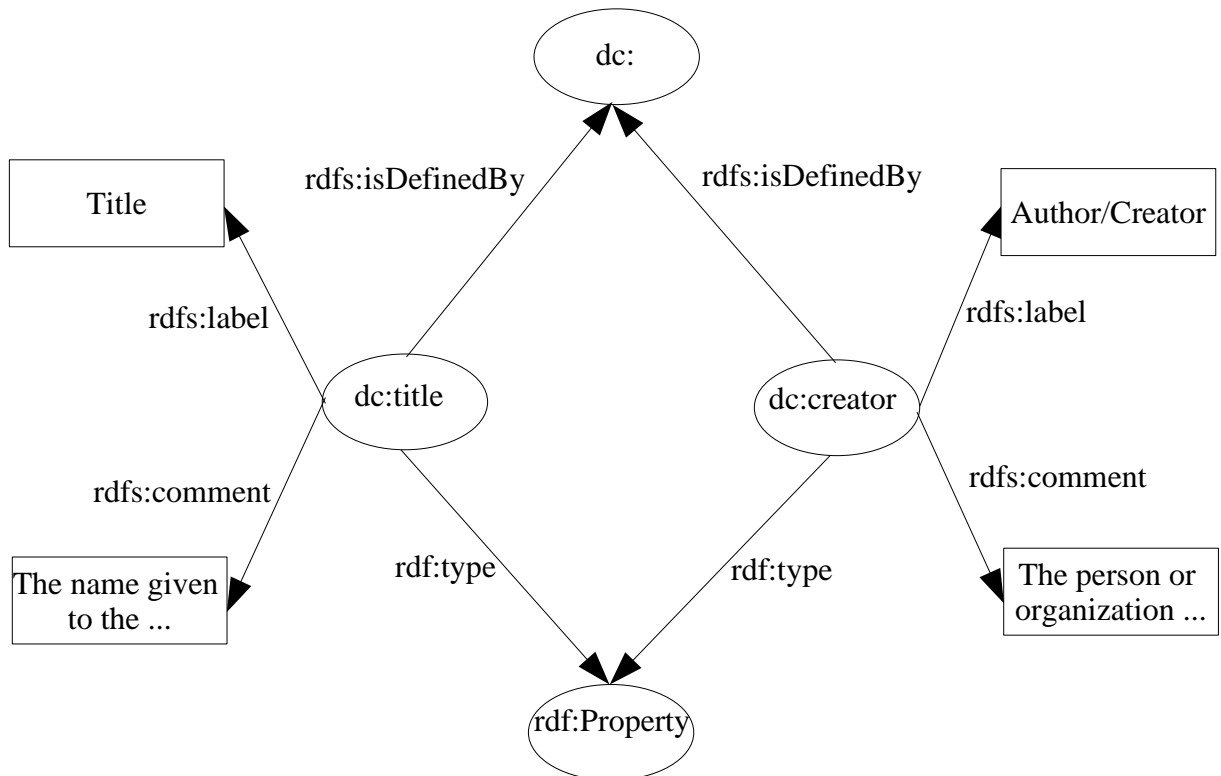 dc:
rdfs:isDefinedBy
rdfs:isDefinedBy
Title
Author/Creator
rdfs:label
rdfs:label
dc:title
dc:creator
rdfs:comment
rdfs:comment
rdf:type
rdf:type
The name given
to the ...
The person or
organization ...
rdf:Property